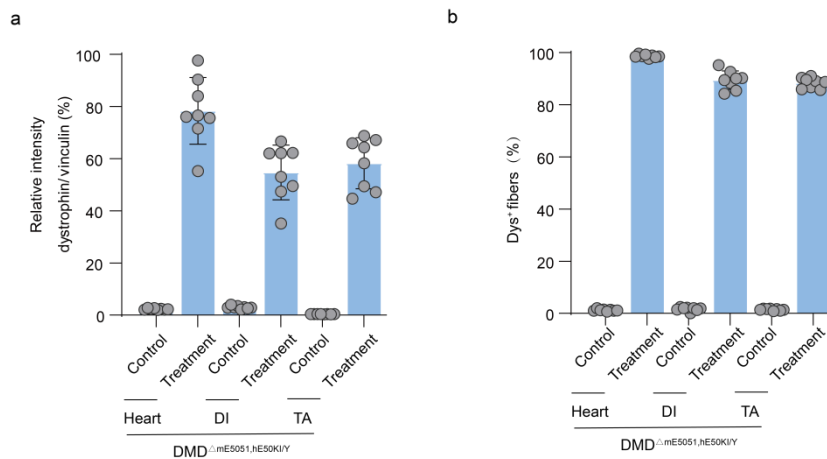 a
Relative intensity
dystrophin/vinculin (%)
100
80
60
40
20
0
Control
Treatment
Control
Treatment
Control
Treatment
Heart
DI
TA
DMD△mE5051,hE50KI/Y
b
Dys+fibers (%)
100
80
60
40
20
0
Control
Treatment
Control
Treatment
Control
Treatment
Heart
DI
TA
DMD△mE5051,hE50KI/Y